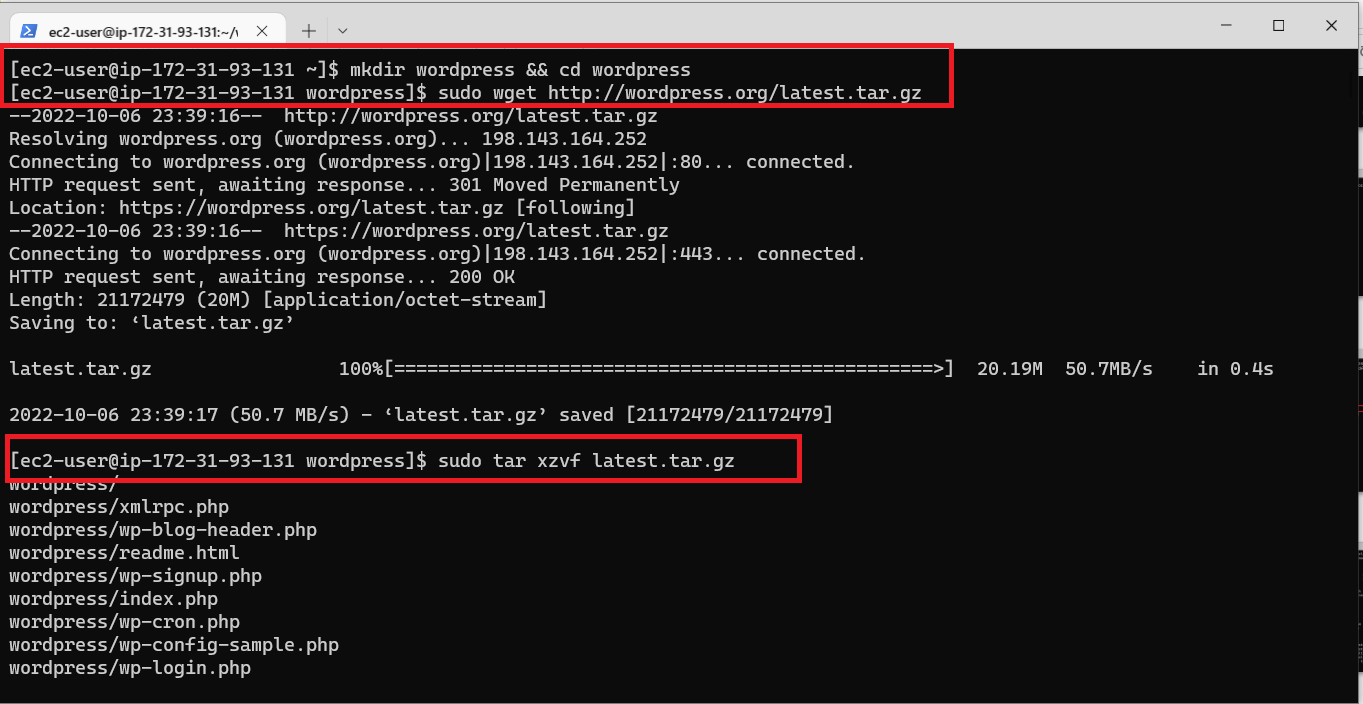 ec2-user@ip-172-31-93-131:~/v
[ec2-user@ip-172-31-93-131 ~]$ mkdir wordpress && cd wordpress
[ec2-user@ip-172-31-93-131 wordpress]$ sudo wget http://wordpress.org/latest.tar.gz
--2022-10-06 23:39:16--  http://wordpress.org/latest.tar.gz
Resolving wordpress.org (wordpress.org)... 198.143.164.252
Connecting to wordpress.org (wordpress.org)|198.143.164.252|:80... connected.
HTTP request sent, awaiting response... 301 Moved Permanently
Location: https://wordpress.org/latest.tar.gz [following]
--2022-10-06 23:39:16--  https://wordpress.org/latest.tar.gz
Connecting to wordpress.org (wordpress.org)|198.143.164.252|:443... connected.
HTTP request sent, awaiting response... 200 OK
Length: 21172479 (20M) [application/octet-stream]
Saving to: ‘latest.tar.gz’
latest.tar.gz 100%[=================================================>] 20.19M 50.7MB/s in 0.4s
2022-10-06 23:39:17 (50.7 MB/s) - ‘latest.tar.gz’ saved [21172479/21172479]
[ec2-user@ip-172-31-93-131 wordpress]$ sudo tar xzvf latest.tar.gz
wordpress/
wordpress/xmlrpc.php
wordpress/wp-blog-header.php
wordpress/readme.html
wordpress/wp-signup.php
wordpress/index.php
wordpress/wp-cron.php
wordpress/wp-config-sample.php
wordpress/wp-login.php